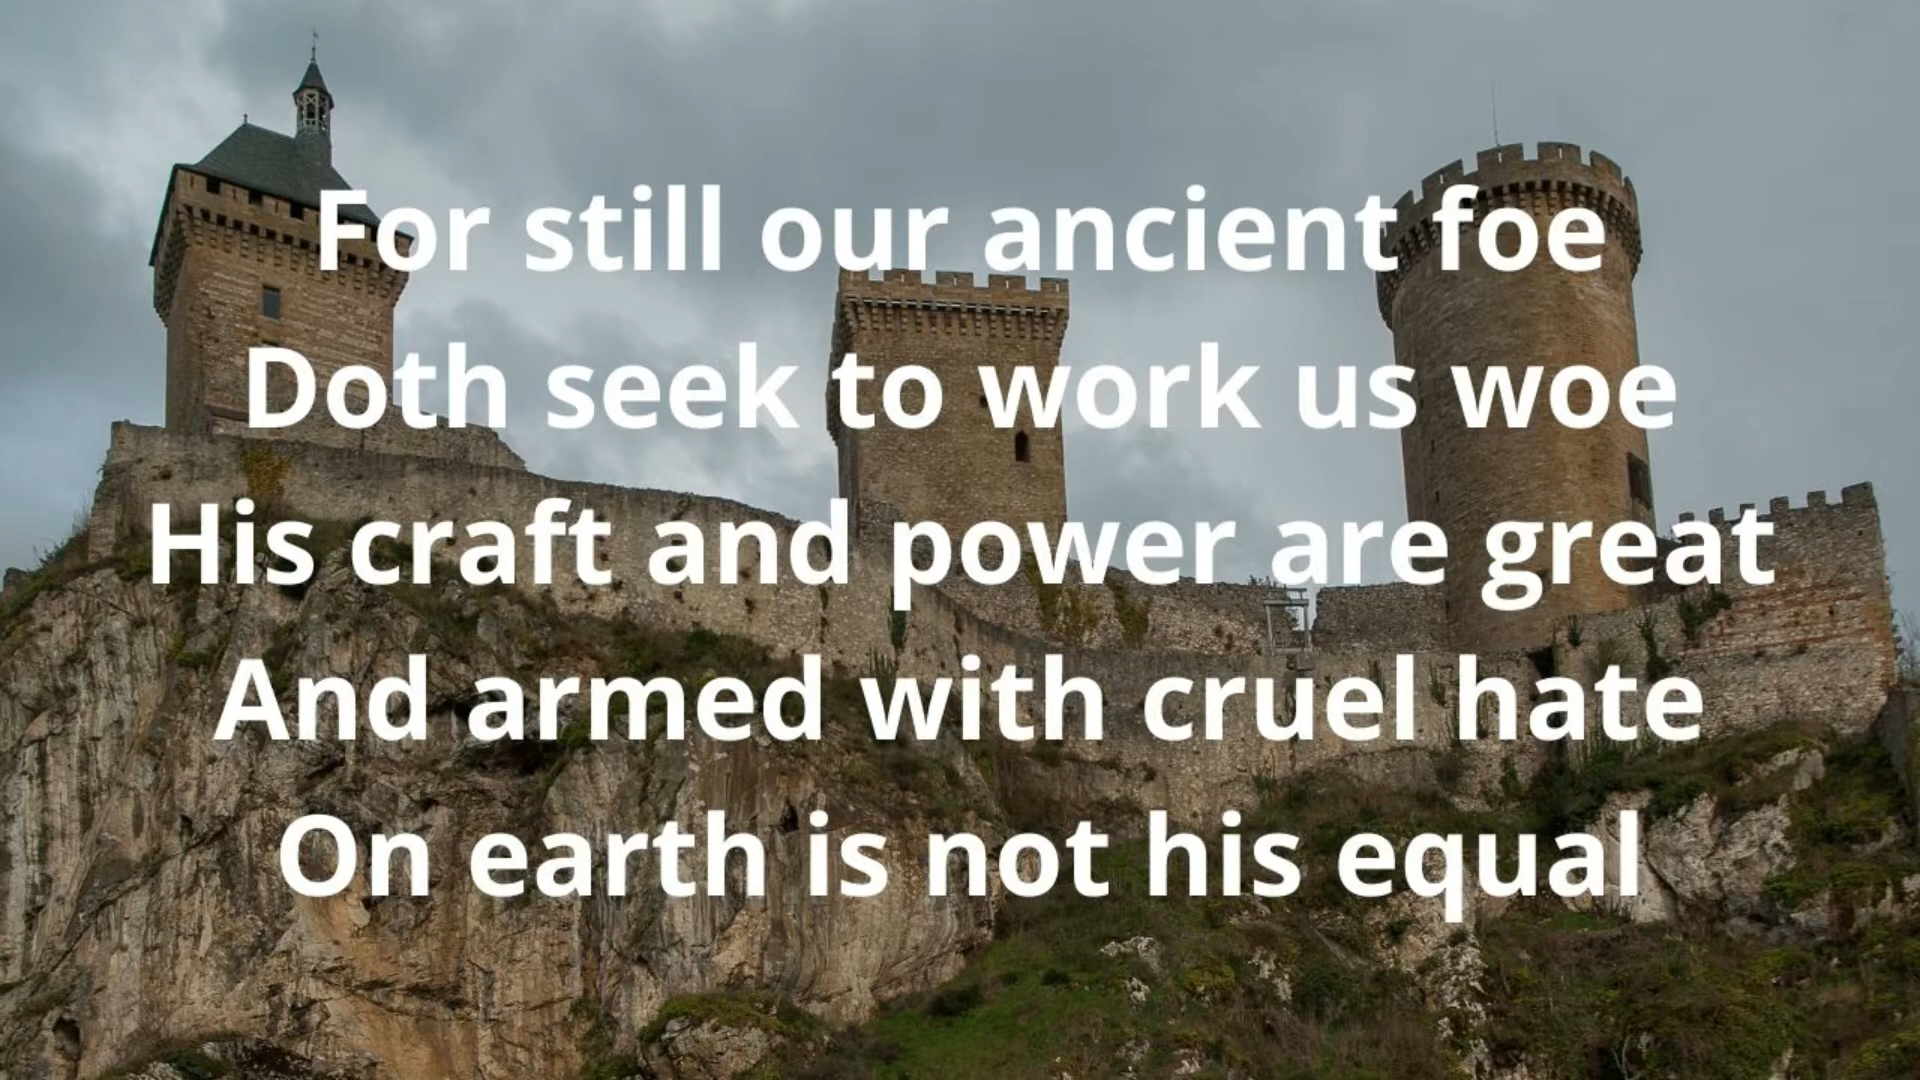 For still our ancient foe
Doth seek to work us woe
His craft and power are great
And armed with cruel hate
On earth is not his equal